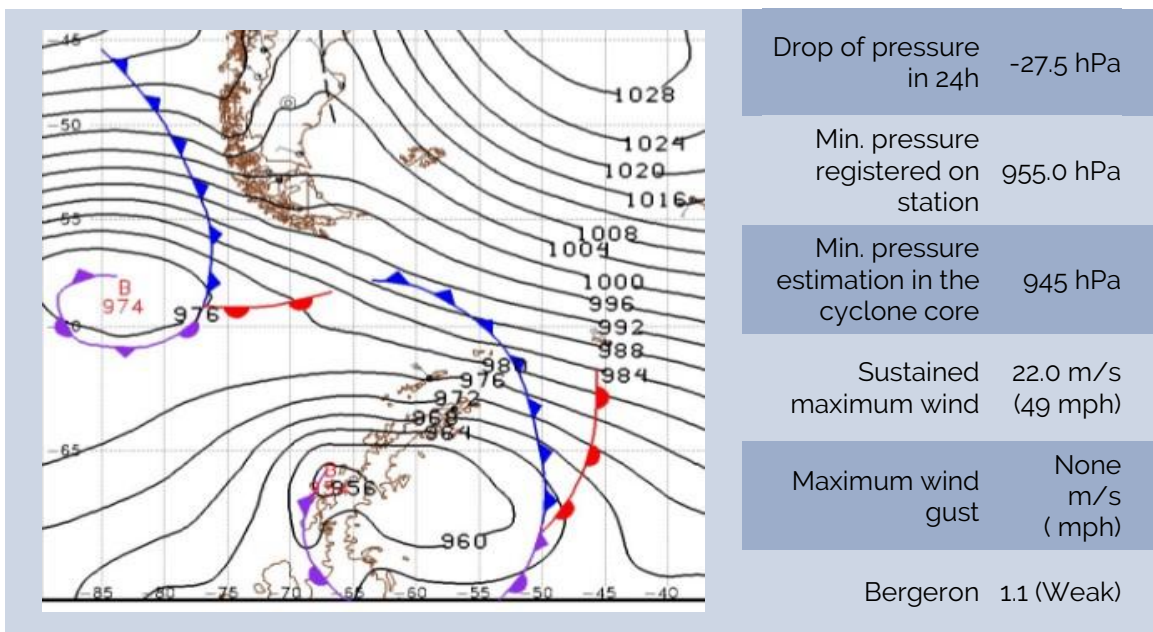 -45
1028
-50
1024
1020
1016
-55
1008
1004
1000
B
974
976
996
992
988
976
984
972
964
-65
B
956
960
-85 -80 -75 -70 -65 -60 -55 -50 -45 -40
Drop of pressure
in 24h
-27.5 hPa
Min. pressure
registered on
station
955.0 hPa
Min. pressure
estimation in the
cyclone core
945 hPa
Sustained
maximum wind
22.0 m/s
(49 mph)
Maximum wind
gust
None
m/s
( mph)
Bergeron 1.1 (Weak)